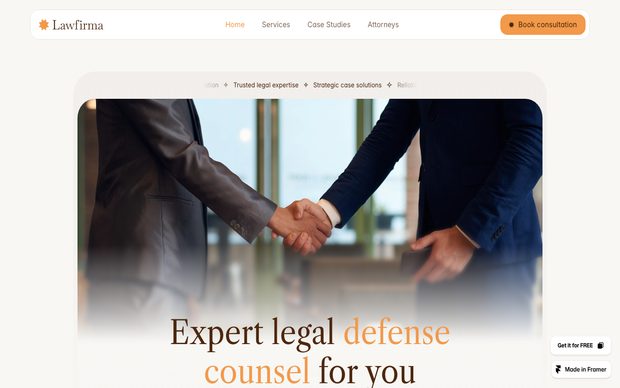 Lawfirma
Home Services Case Studies Attorneys
Book consultation
Trusted legal expertise Strategic case solutions
Expert legal defense
counsel for you
Get it for FREE
Made in Framer